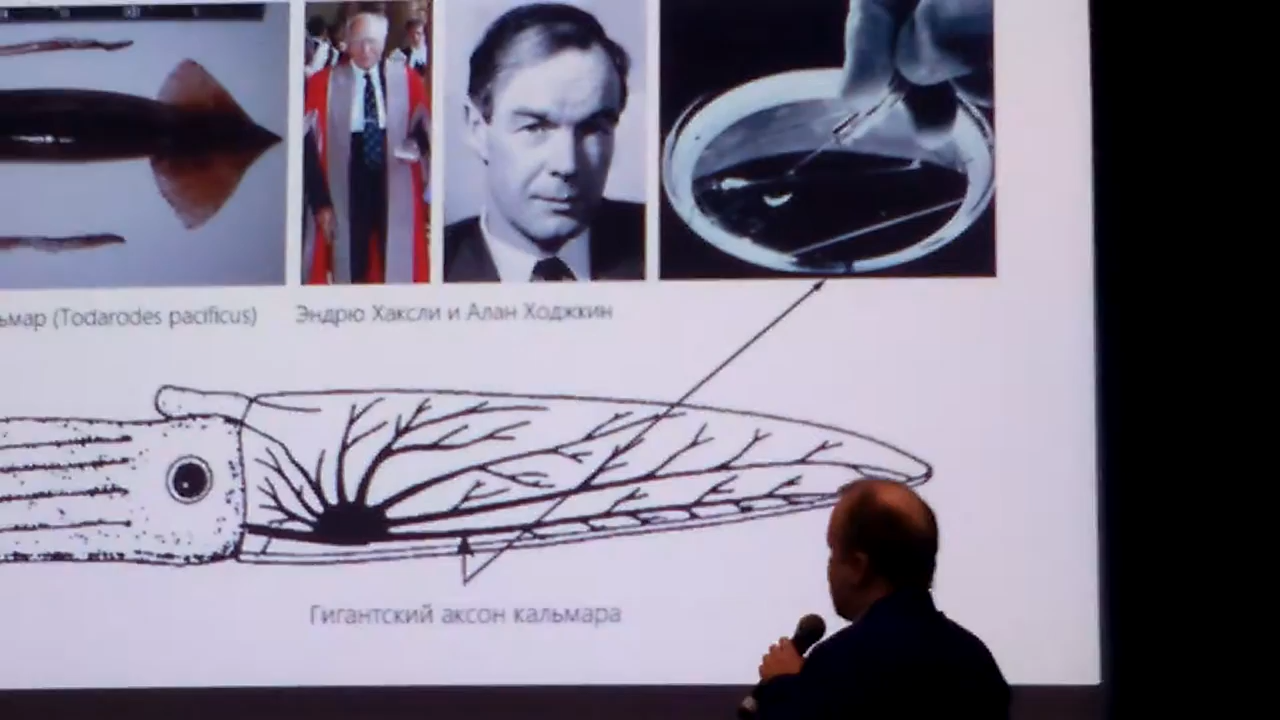 ьмар (Todarodes pacificus)
Эндрю Хаксли и Алан Ходжкин
Гигантский аксон кальмара